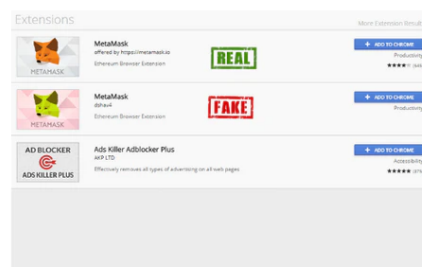 Extensions
More Extension Result
METAMASK
MetaMask
offered by https://metamask.io
Ethereum Browser Extension
REAL
+ ADD TO CHROME
Productivity
METAMASK
MetaMask
Ethereum Browser Extension
FAKE
+ ADD TO CHROME
Productivity
AD BLOCKER
ADS KILLER PLUS
Ads Killer Adblocker Plus
AKP LTD
Effectively removes all types of advertising on all web pages
+ ADD TO CHROME
Accessibility